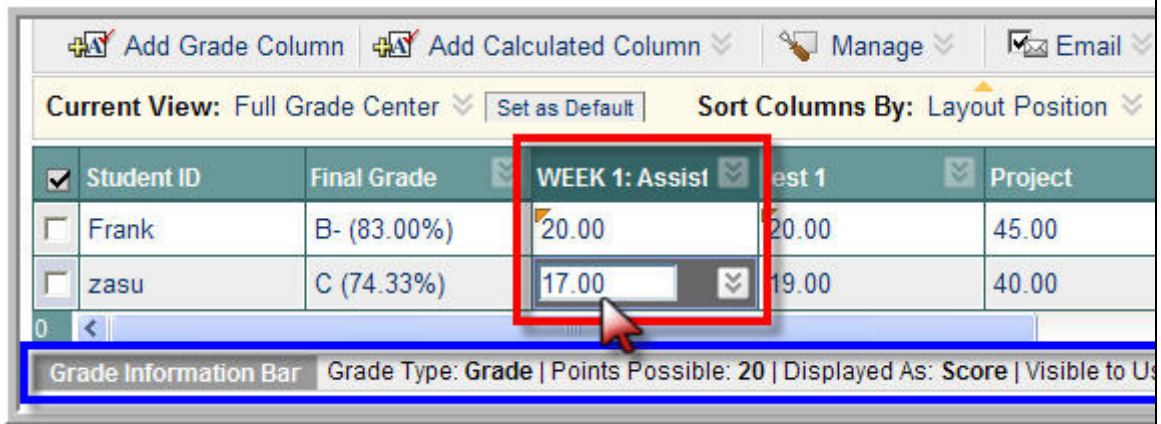 Add Grade Column Add Calculated Column Manage Email
Current View: Full Grade Center Set as Default Sort Columns By: Layout Position
Student ID Final Grade WEEK 1: Assist est 1 Project
Frank B- (83.00%) 20.00 20.00 45.00
zasu C (74.33%) 17.00 19.00 40.00
0
Grade Information Bar Grade Type: Grade | Points Possible: 20 | Displayed As: Score | Visible to Us